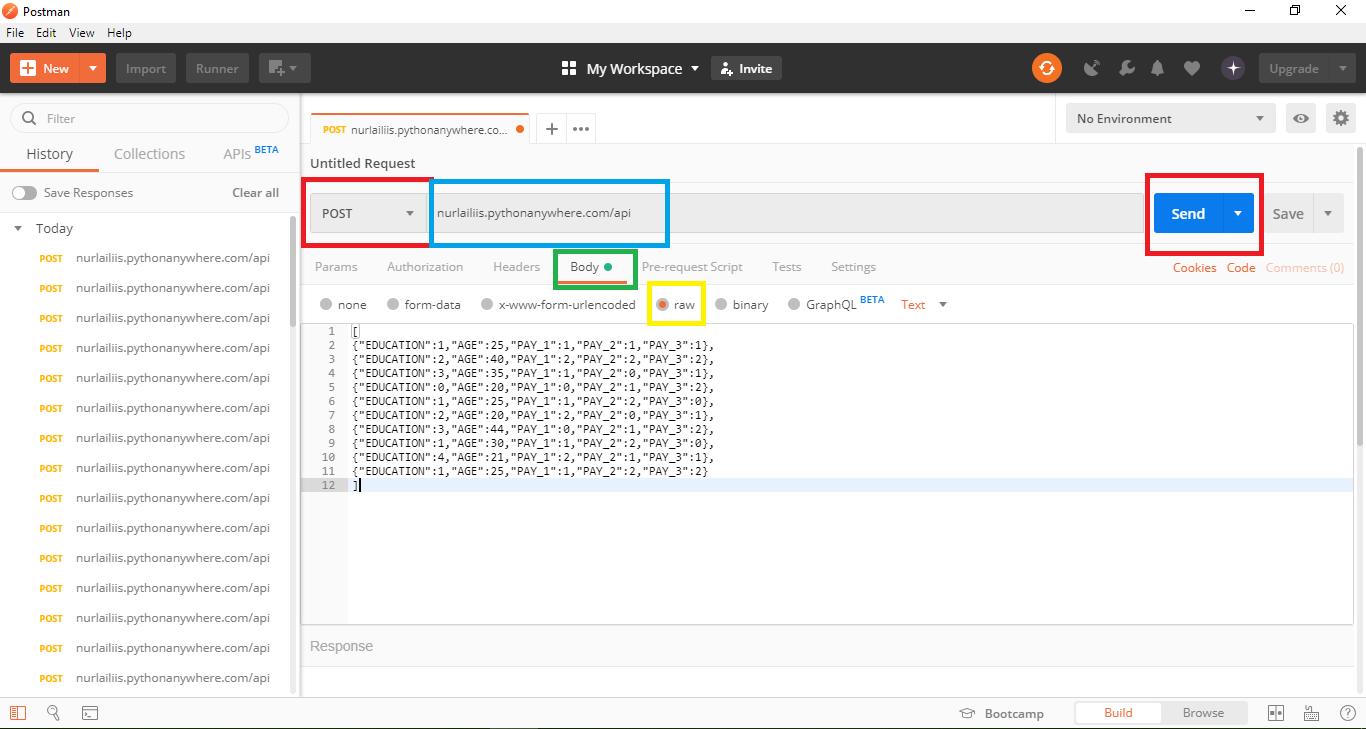 Postman
File Edit View Help
New Import Runner My Workspace Invite Upgrade
Filter
History Collections APIs BETA
Save Responses Clear all
Today
POST nurlailiis.pythonanywhere.com/api
POST nurlailiis.pythonanywhere.com/api
POST nurlailiis.pythonanywhere.com/api
POST nurlailiis.pythonanywhere.com/api
POST nurlailiis.pythonanywhere.com/api
POST nurlailiis.pythonanywhere.com/api
POST nurlailiis.pythonanywhere.com/api
POST nurlailiis.pythonanywhere.com/api
POST nurlailiis.pythonanywhere.com/api
POST nurlailiis.pythonanywhere.com/api
POST nurlailiis.pythonanywhere.com/api
POST nurlailiis.pythonanywhere.com/api
POST nurlailiis.pythonanywhere.com/api
POST nurlailiis.pythonanywhere.com/api
POST nurlailiis.pythonanywhere.co...
No Environment
Untitled Request
POST nurlailiis.pythonanywhere.com/api Send Save
Params Authorization Headers Body Pre-request Script Tests Settings Cookies Code Comments (0)
none form-data x-www-form-urlencoded raw binary GraphQL BETA Text
1 [
2 {"EDUCATION":1,"AGE":25,"PAY_1":1,"PAY_2":1,"PAY_3":1},
3 {"EDUCATION":2,"AGE":40,"PAY_1":2,"PAY_2":2,"PAY_3":2},
4 {"EDUCATION":3,"AGE":35,"PAY_1":1,"PAY_2":0,"PAY_3":1},
5 {"EDUCATION":0,"AGE":20,"PAY_1":0,"PAY_2":1,"PAY_3":2},
6 {"EDUCATION":1,"AGE":25,"PAY_1":1,"PAY_2":2,"PAY_3":0},
7 {"EDUCATION":2,"AGE":20,"PAY_1":2,"PAY_2":0,"PAY_3":1},
8 {"EDUCATION":3,"AGE":44,"PAY_1":0,"PAY_2":1,"PAY_3":2},
9 {"EDUCATION":1,"AGE":30,"PAY_1":1,"PAY_2":2,"PAY_3":0},
10 {"EDUCATION":4,"AGE":21,"PAY_1":2,"PAY_2":1,"PAY_3":1},
11 {"EDUCATION":1,"AGE":25,"PAY_1":1,"PAY_2":2,"PAY_3":2}
12 ]
Response
Bootcamp Build Browse